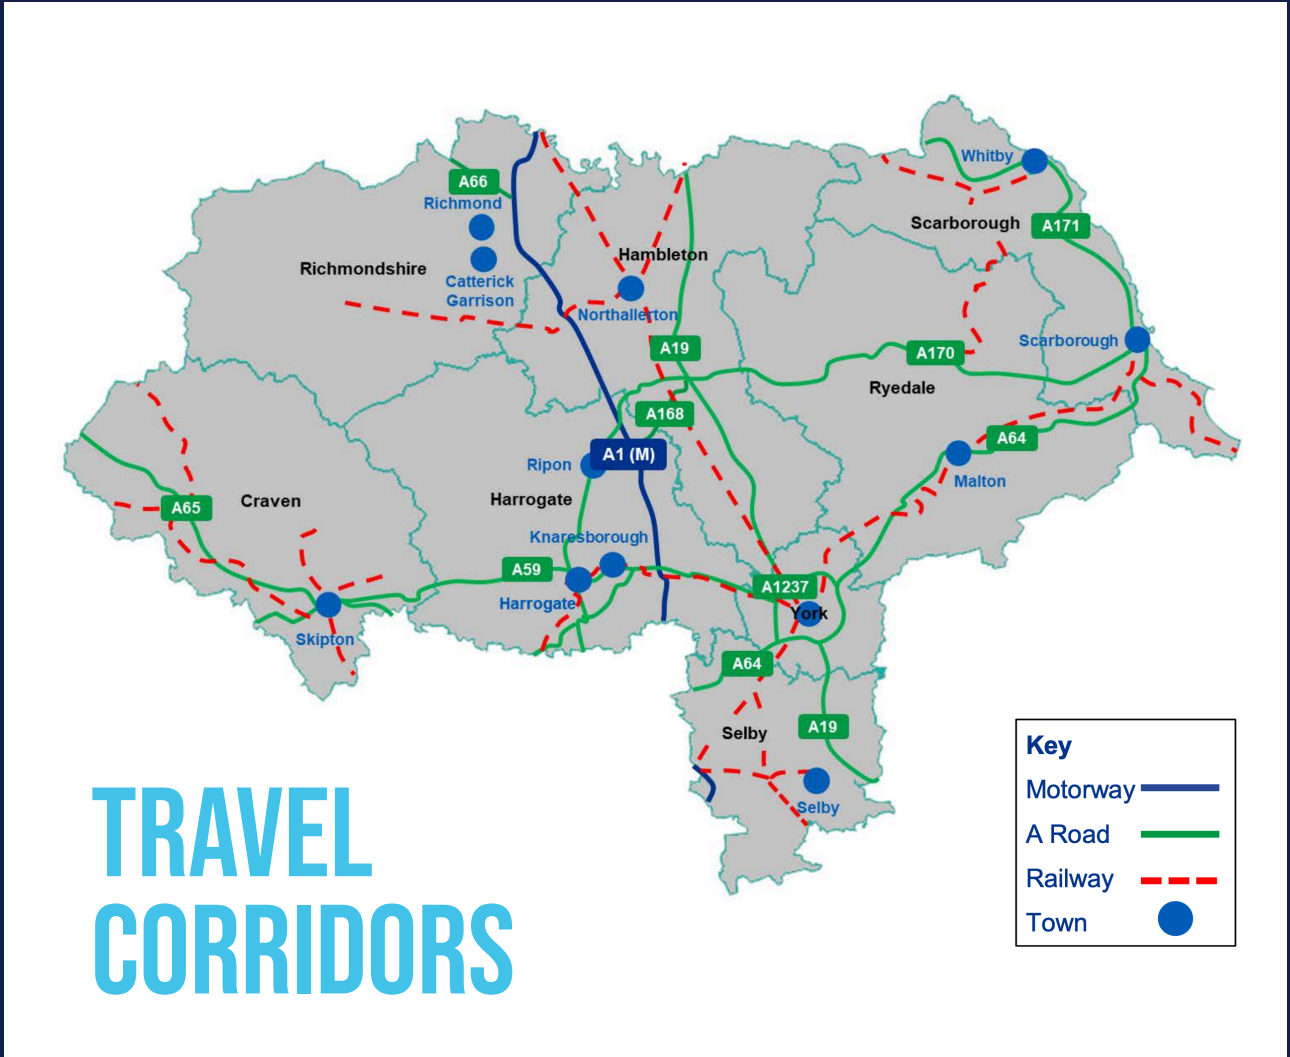 A66
Richmond
Catterick
Garrison
Richmondshire
Hambleton
Northallerton
Whitby
Scarborough
A171
A19
A168
A170
Ryedale
Scarborough
A64
Malton
A1 (M)
Ripon
Harrogate
Knaresborough
A59
Harrogate
Craven
A65
Skipton
A1237
York
A64
Selby
A19
Selby
TRAVEL
CORRIDORS
Key
Motorway
A Road
Railway
Town